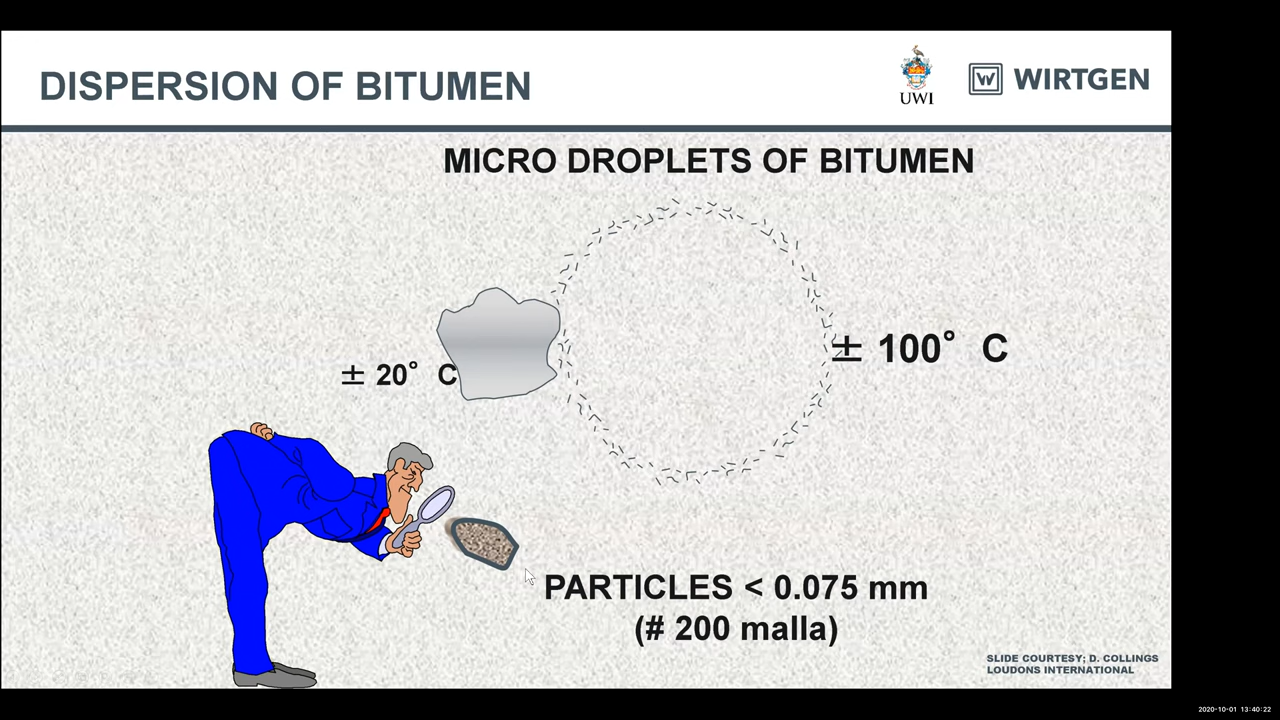 DISPERSION OF BITUMEN
UWI
W WIRTGEN
MICRO DROPLETS OF BITUMEN
± 100° C
± 20° C
PARTICLES < 0.075 mm
(# 200 malla)
SLIDE COURTESY; D. COLLINGS
LOUDONS INTERNATIONAL
2020-10-01 13:40:22